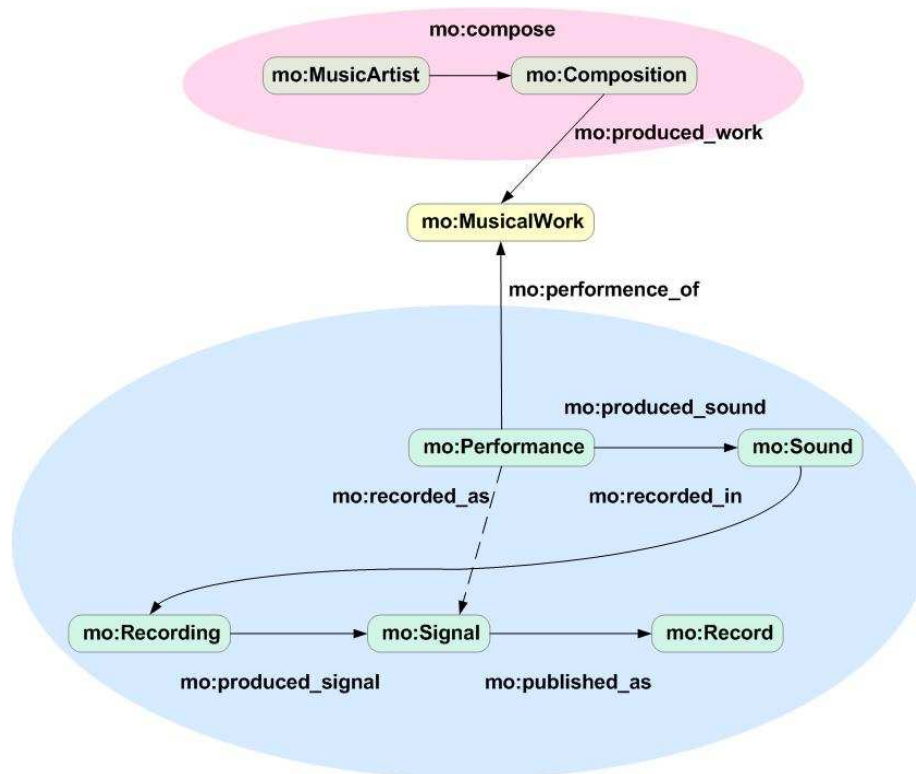 mo:compose
mo:MusicArtist
mo:Composition
mo:produced_work
mo:MusicalWork
mo:performence_of
mo:produced_sound
mo:Performance
mo:Sound
mo:recorded_as
mo:recorded_in
mo:Recording
mo:Signal
mo:Record
mo:produced_signal
mo:published_as